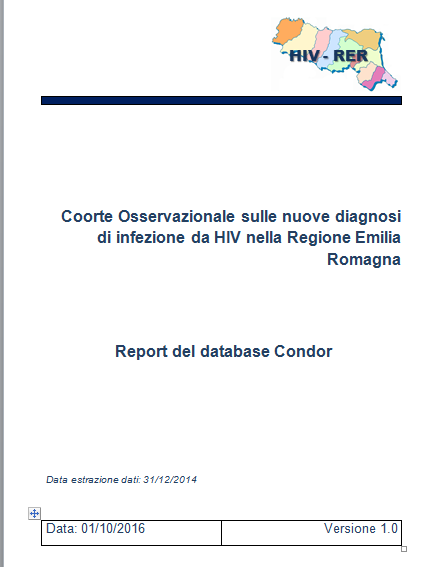 HIV - RER
Coorte Osservazionale sulle nuove diagnosi
di infezione da HIV nella Regione Emilia
Romagna
Report del database Condor
Data estrazione dati: 31/12/2014
Data: 01/10/2016 Versione 1.0